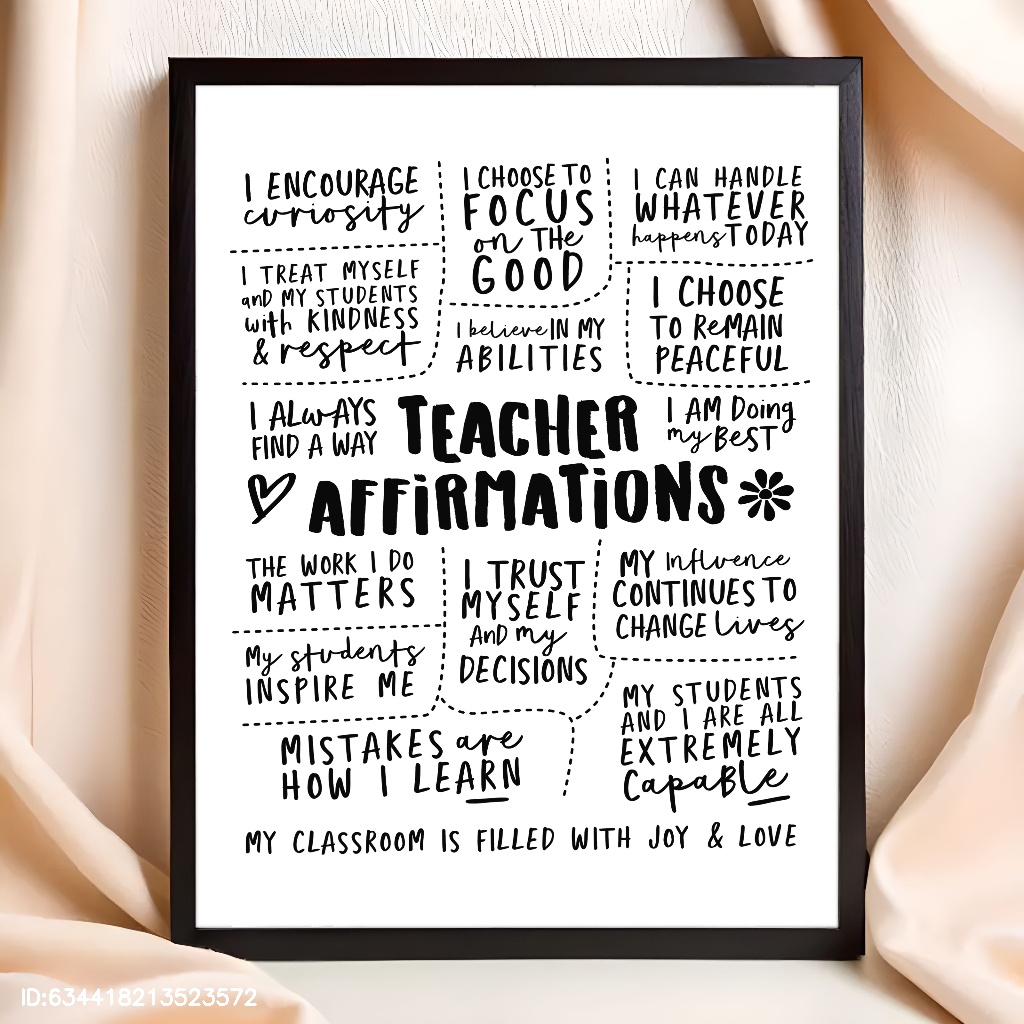 I ENCOURAGE
curiosity
I CHOOSE TO
FOCUS
on THe
GOOD
I CAN HANDLE
WHATEVER
happens TODAY
I TREAT MYSELF
anD MY STUDENTS
with KINDNESS
& respect
I believe IN MY
ABILITIES
I CHOOSE
TO ReMAIN
PEACEFUL
I ALwAYS
FIND A WAY
TEACHER
AFFiRMATiONS
I AM Doing
my BeST
THE WORK I DO
MATTERS
I TRUST
MYSELF
AND my
DECISIONS
MY Influence
CONTINUES TO
CHANGE lives
My students
INSPIRE ME
MISTAKES are
HOW I LEARN
MY STUDENTS
AND I ARE ALL
EXTREMELY
CapaBLe
MY CLASSROOM IS FILLED WITH JOY & LOVE
ID:634418213523572